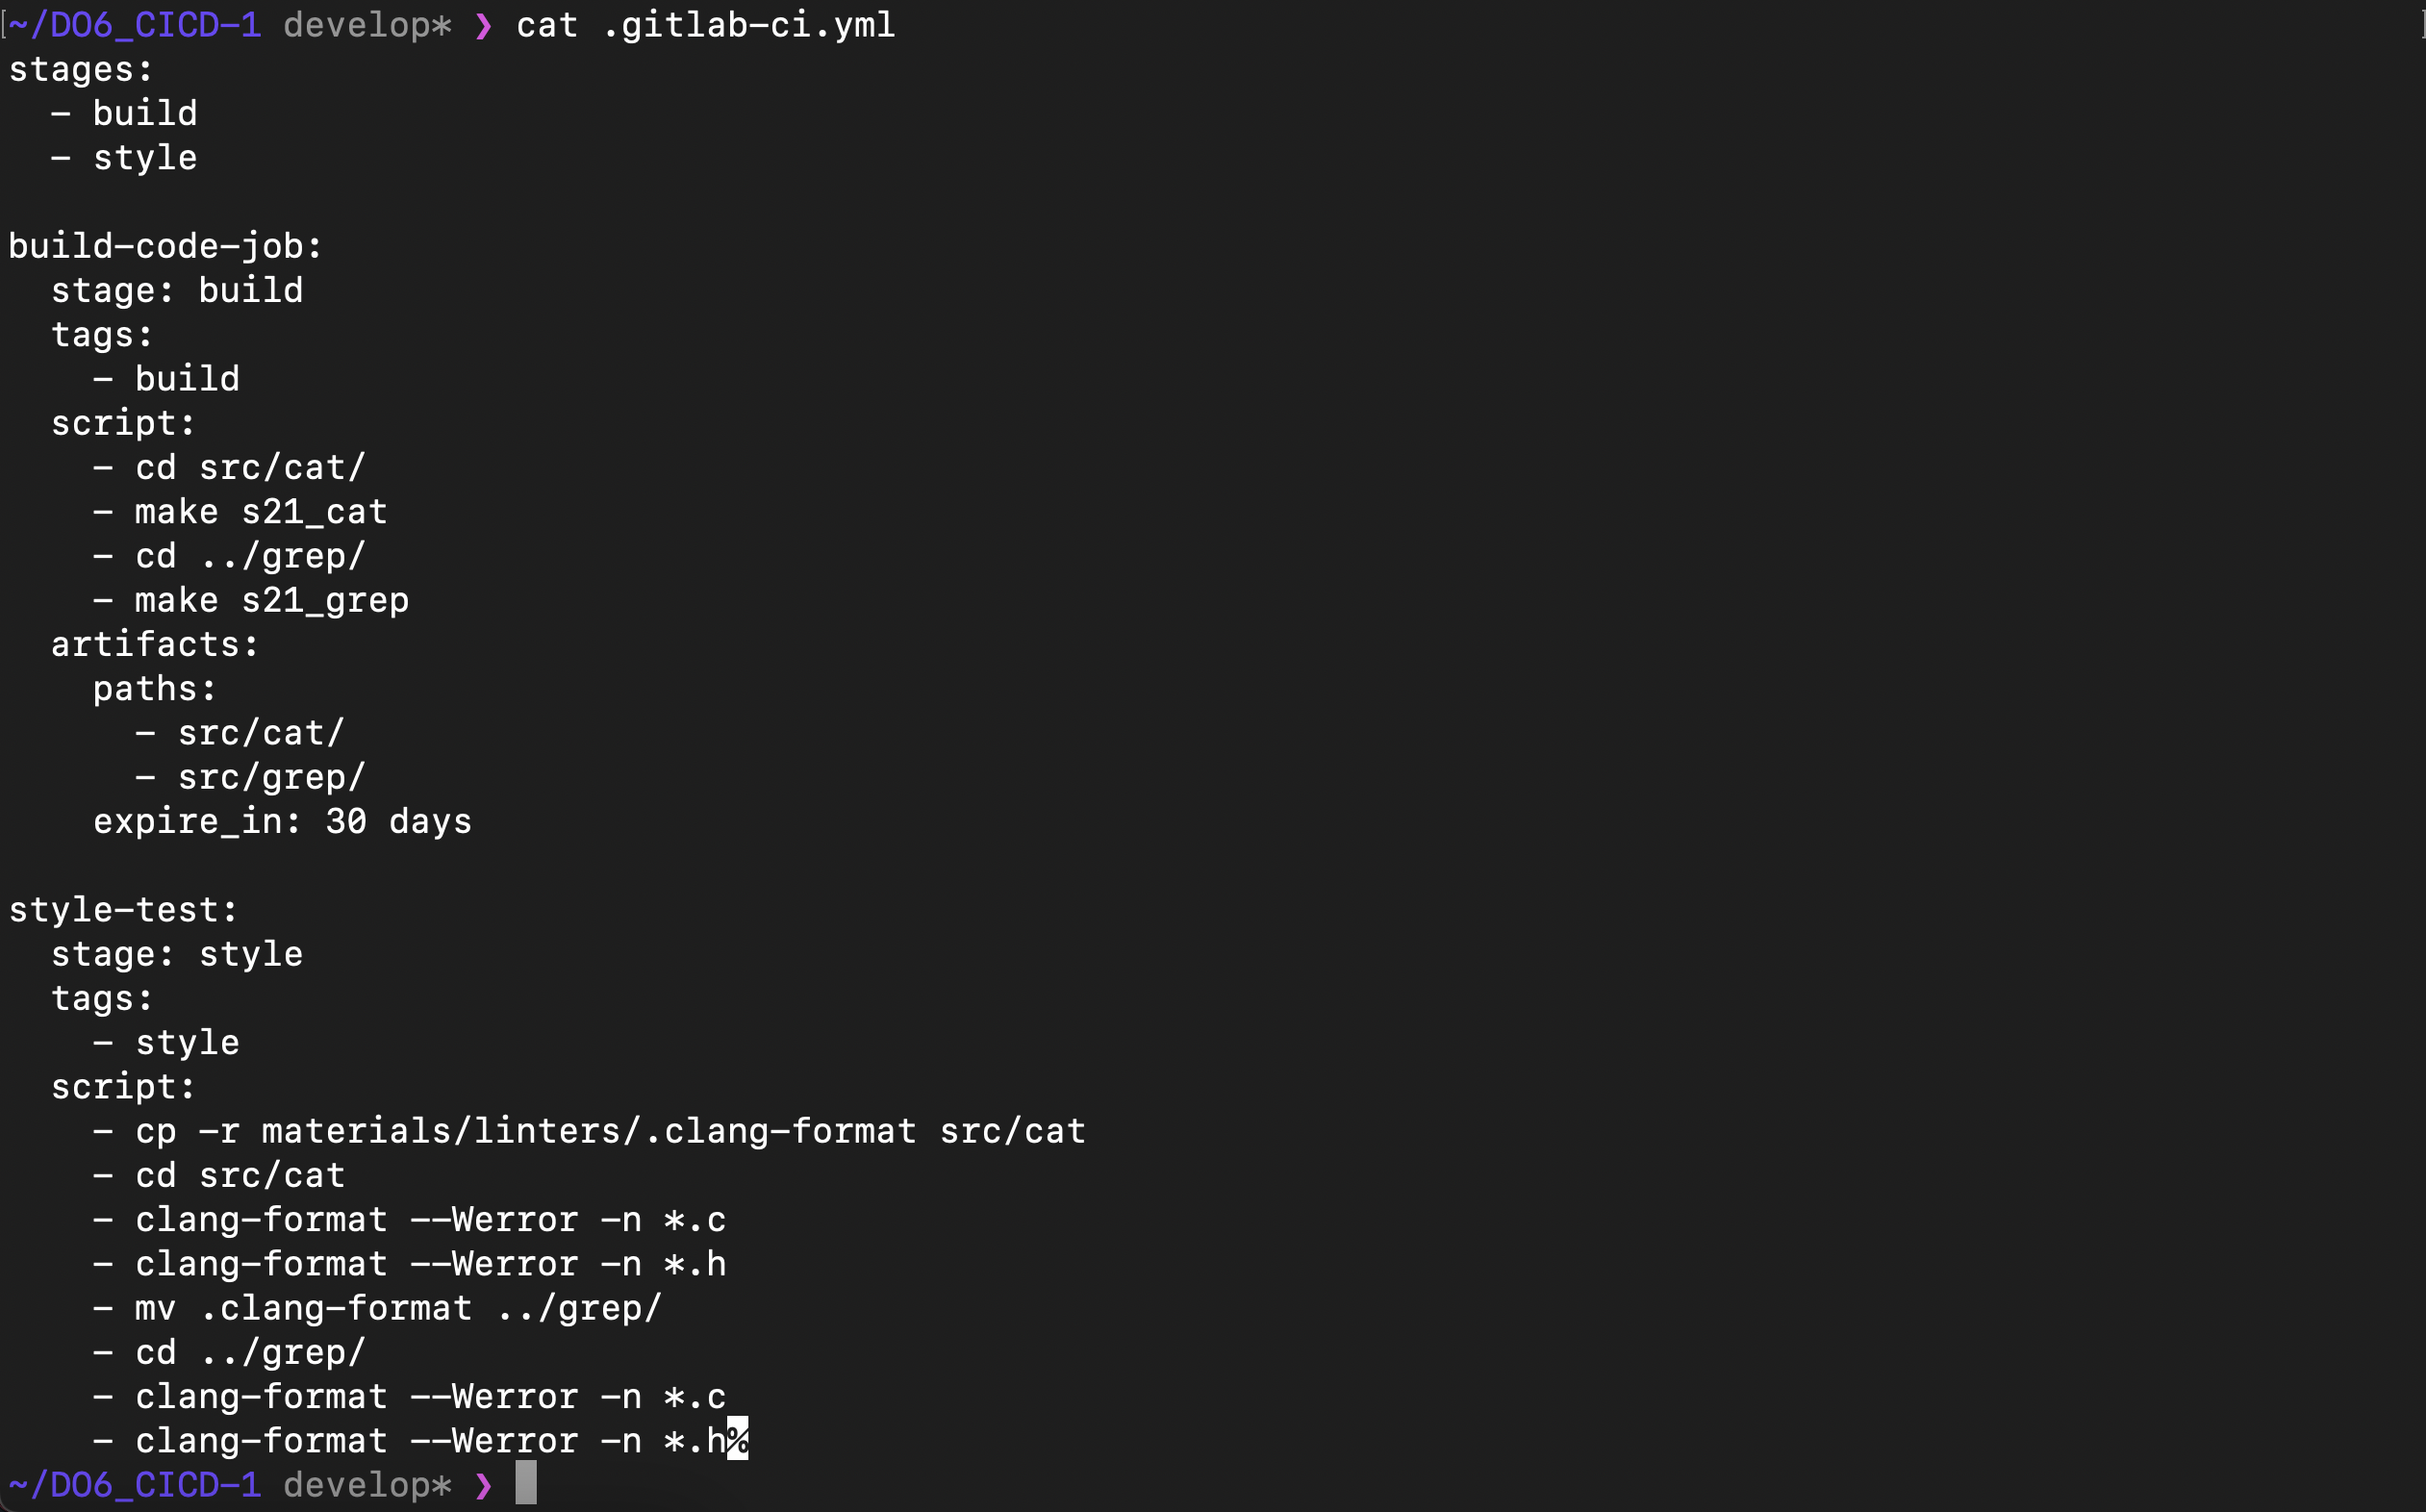 ~/DO6_CICD-1 develop* ❯ cat .gitlab-ci.yml
stages:
  - build
  - style

build-code-job:
  stage: build
  tags:
    - build
  script:
    - cd src/cat/
    - make s21_cat
    - cd ../grep/
    - make s21_grep
  artifacts:
    paths:
      - src/cat/
      - src/grep/
    expire_in: 30 days

style-test:
  stage: style
  tags:
    - style
  script:
    - cp -r materials/linters/.clang-format src/cat
    - cd src/cat
    - clang-format --Werror -n *.c
    - clang-format --Werror -n *.h
    - mv .clang-format ../grep/
    - cd ../grep/
    - clang-format --Werror -n *.c
    - clang-format --Werror -n *.h%
~/DO6_CICD-1 develop* ❯